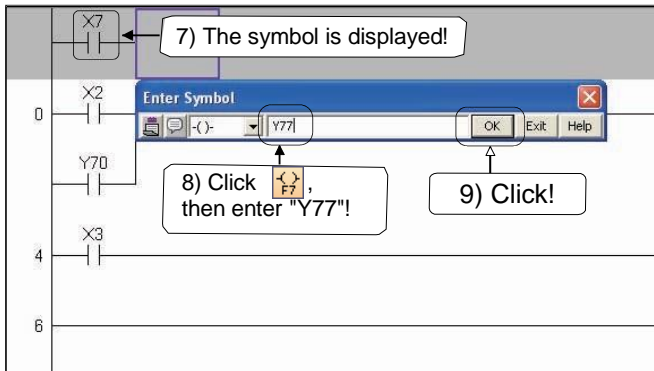 X7
7) The symbol is displayed!
X2
Enter Symbol
0
-( )-
Y77
OK
Exit
Help
Y70
8) Click F7 ,
then enter "Y77"!
9) Click!
X3
4
6